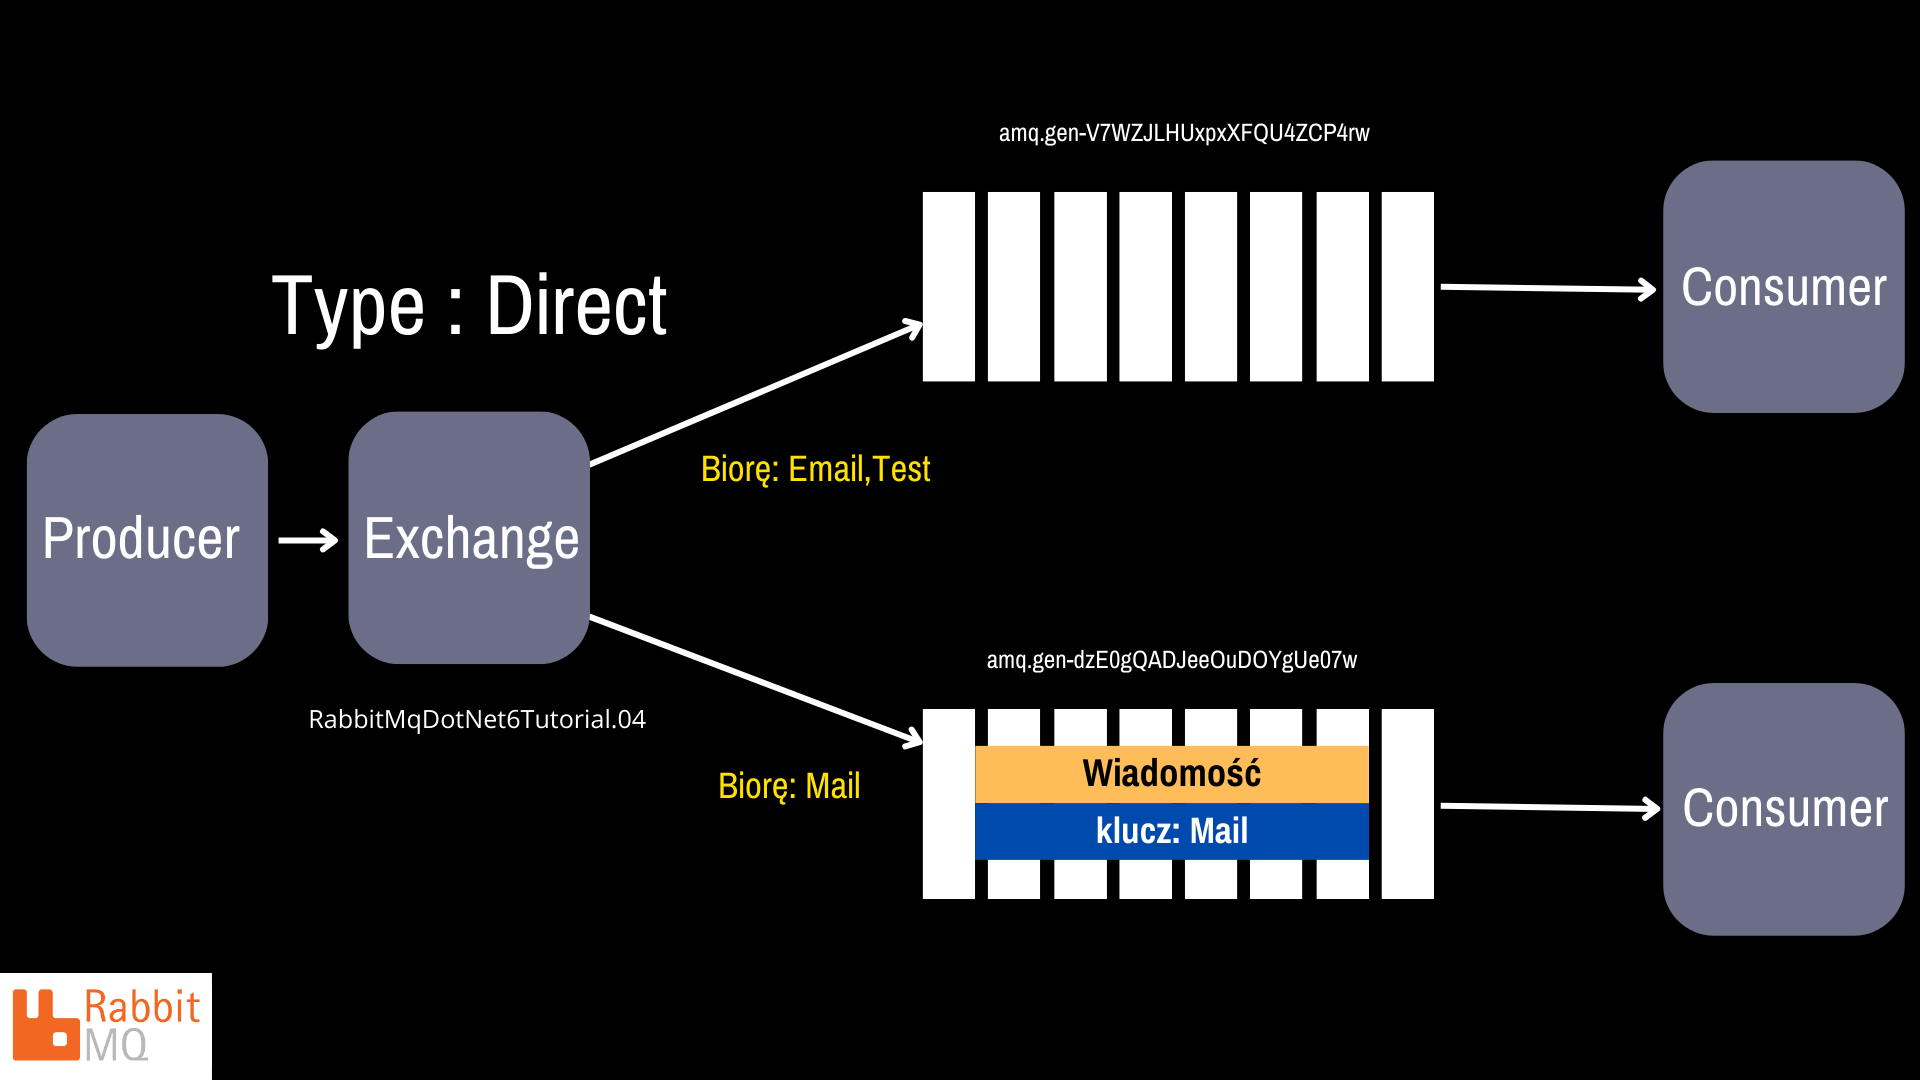 amq.gen-V7WZJLHUxpxXFQU4ZCP4rw
Type : Direct
Consumer
Biorę: Email,Test
Producer
Exchange
RabbitMqDotNet6Tutorial.04
amq.gen-dzE0gQADJeeOuDOYgUe07w
Biorę: Mail
Wiadomość
klucz: Mail
Consumer
Rabbit
MQ